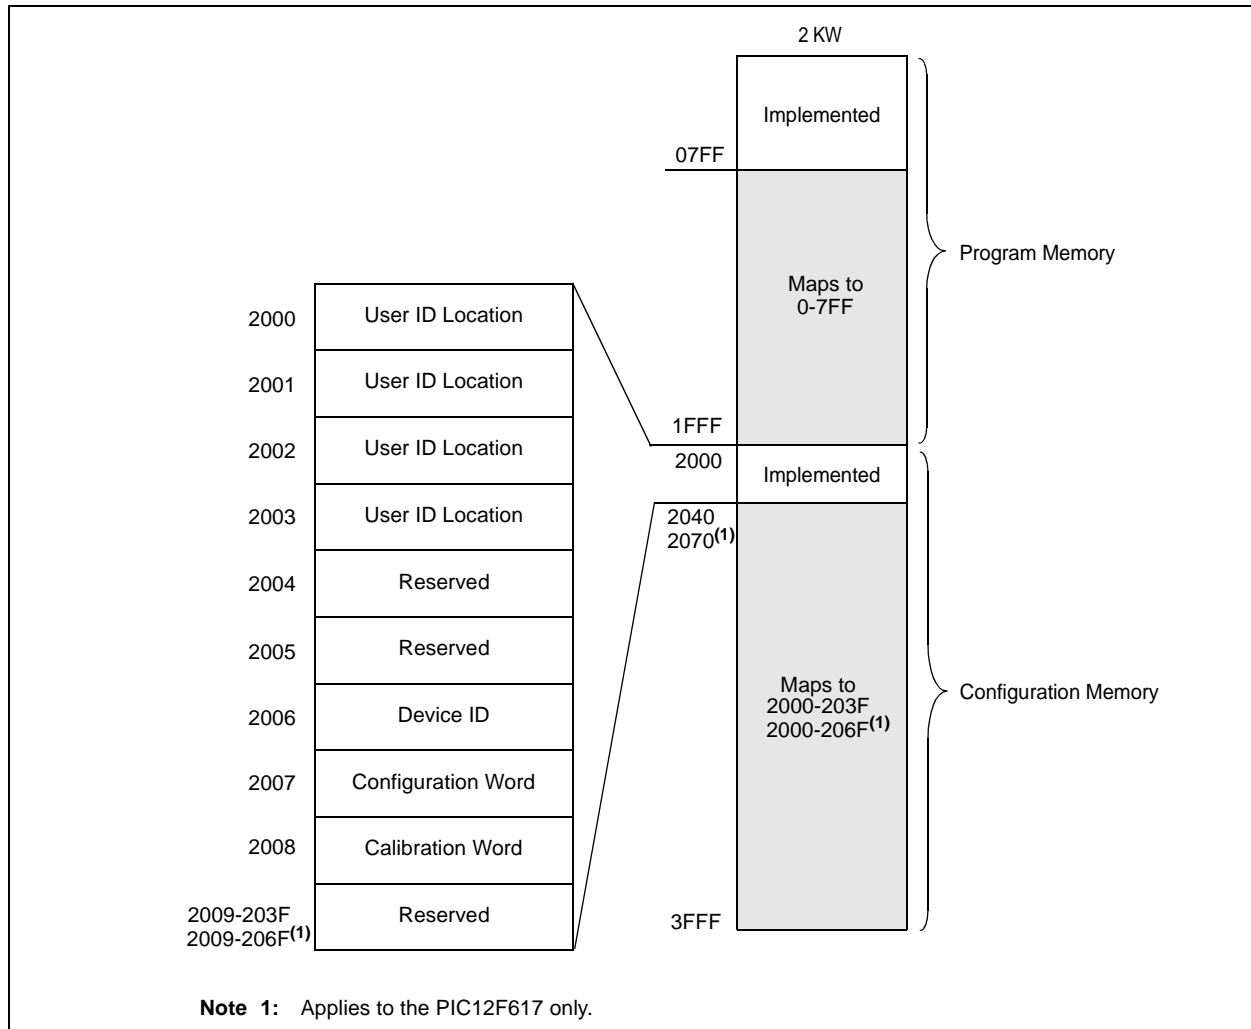 2 KW
Implemented
07FF
Maps to
0-7FF
Program Memory
1FFF
2000
Implemented
2040
2070(1)
Maps to
2000-203F
2000-206F(1)
Configuration Memory
3FFF
2000 User ID Location
2001 User ID Location
2002 User ID Location
2003 User ID Location
2004 Reserved
2005 Reserved
2006 Device ID
2007 Configuration Word
2008 Calibration Word
2009-203F
2009-206F(1)
Reserved
Note 1: Applies to the PIC12F617 only.